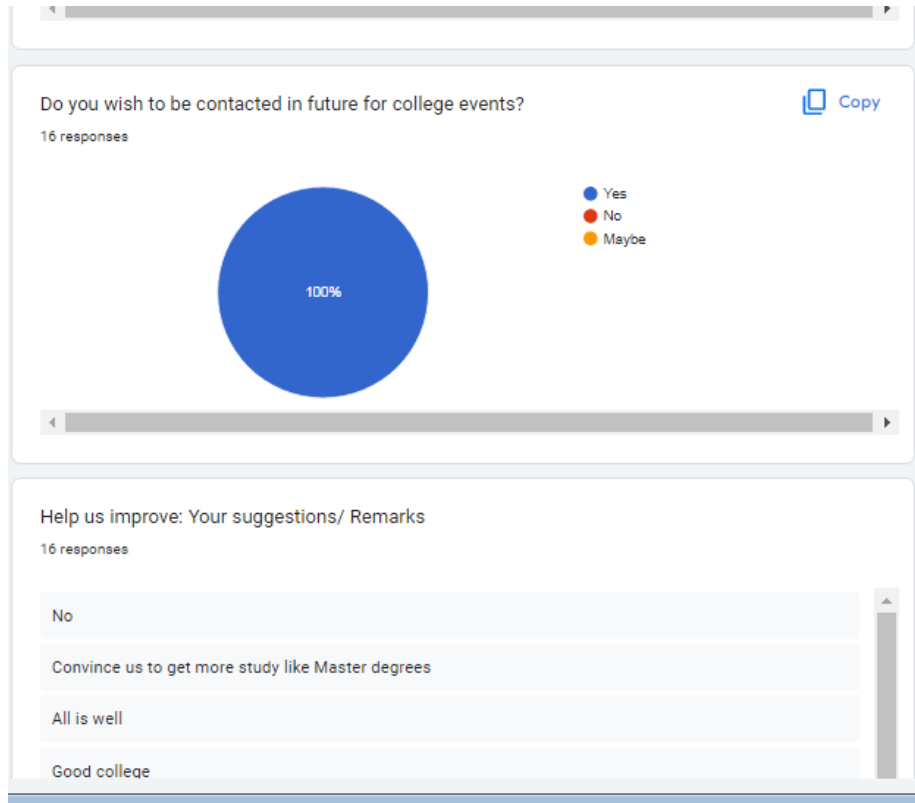 Do you wish to be contacted in future for college events?
Copy
16 responses
Yes
No
Maybe
100%
Help us improve: Your suggestions/ Remarks
16 responses
No
Convince us to get more study like Master degrees
All is well
Good college